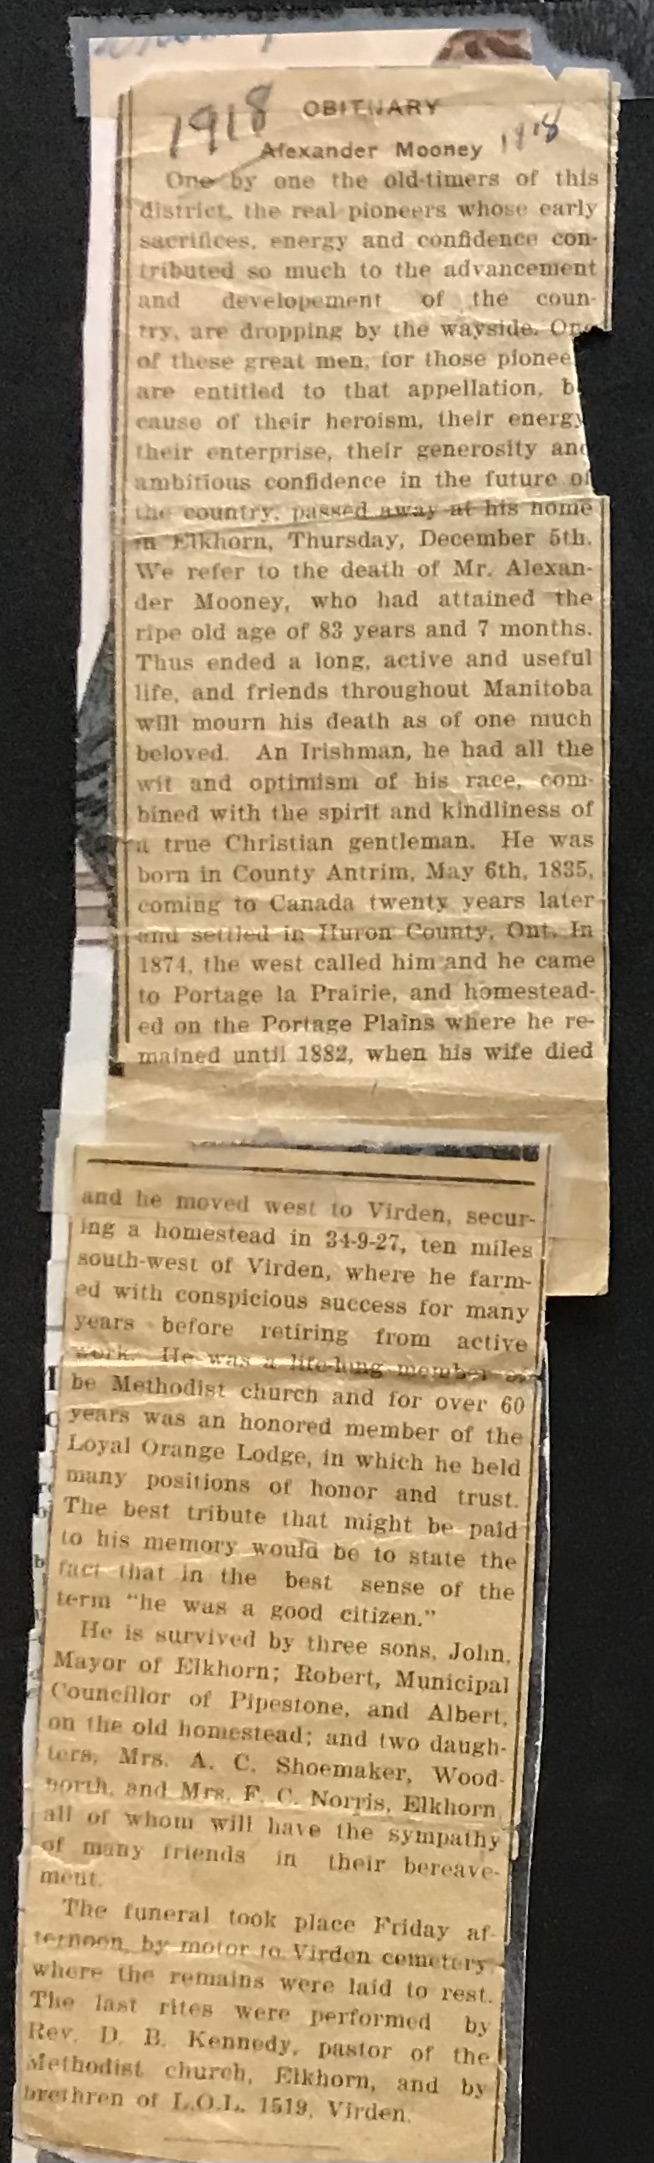 1918 OBITUARY
Alexander Mooney 1918
One by one the old-timers of this
district, the real pioneers whose early
sacrifices, energy and confidence con-
tributed so much to the advancement
and developement of the coun-
try, are dropping by the wayside. One
of these great men, for those pionee
are entitled to that appellation, b
cause of their heroism, their energy
their enterprise, their generosity and
ambitious confidence in the future of
the country, passed away at his home
in Elkhorn, Thursday, December 5th.
We refer to the death of Mr. Alexan-
der Mooney, who had attained the
ripe old age of 83 years and 7 months.
Thus ended a long, active and useful
life, and friends throughout Manitoba
will mourn his death as of one much
beloved. An Irishman, he had all the
wit and optimism of his race, com-
bined with the spirit and kindliness of
a true Christian gentleman. He was
born in County Antrim, May 6th, 1835,
coming to Canada twenty years later
and settled in Huron County, Ont. In
1874, the west called him and he came
to Portage la Prairie, and homestead-
ed on the Portage Plains where he re-
mained until 1882, when his wife died
and he moved west to Virden, secur-
ing a homestead in 34-9-27, ten miles
south-west of Virden, where he farm-
ed with conspicious success for many
years before retiring from active
work. He was a life-long member of
be Methodist church and for over 60
years was an honored member of the
Loyal Orange Lodge, in which he held
many positions of honor and trust.
The best tribute that might be paid
to his memory would be to state the
fact that in the best sense of the
term "he was a good citizen."
He is survived by three sons, John,
Mayor of Elkhorn; Robert, Municipal
Councillor of Pipestone, and Albert,
on the old homestead; and two daugh-
ters, Mrs. A. C. Shoemaker, Wood-
north, and Mrs. F. C. Norris, Elkhorn,
all of whom will have the sympathy
of many friends in their bereave-
ment.
The funeral took place Friday af-
ternoon, by motor to Virden cemetery
where the remains were laid to rest.
The last rites were performed by
Rev. D. B. Kennedy, pastor of the
Methodist church, Elkhorn, and by
brethren of L.O.L. 1519, Virden.